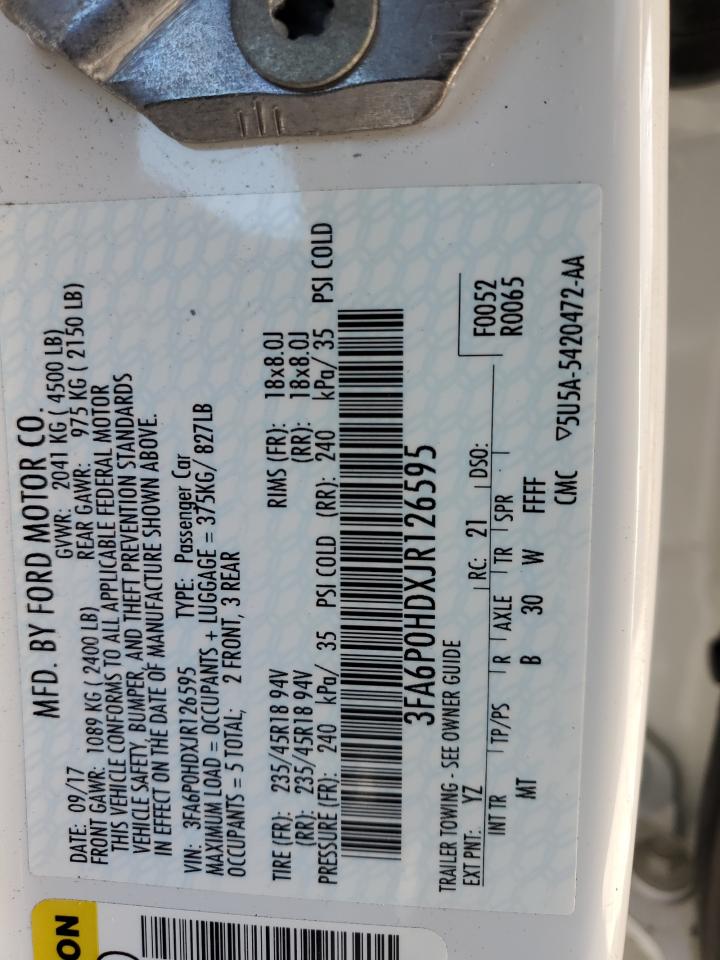 MFD. BY FORD MOTOR CO.
DATE: 09/17 GVWR: 2041 KG ( 4500 LB)
FRONT GAWR: 1089 KG (2400 LB) REAR GAWR: 975 KG ( 2150 LB)
THIS VEHICLE CONFORMS TO ALL APPLICABLE FEDERAL MOTOR
VEHICLE SAFETY, BUMPER, AND THEFT PREVENTION STANDARDS
IN EFFECT ON THE DATE OF MANUFACTURE SHOWN ABOVE.
VIN: 3FA6P0HDXJR126595 TYPE: Passenger Car
MAXIMUM LOAD = OCCUPANTS + LUGGAGE = 375KG/ 827LB
OCCUPANTS = 5 TOTAL; 2 FRONT, 3 REAR
TIRE (FR): 235/45R18 94V RIMS (FR): 18x8.0J
(RR): 235/45R18 94V (RR): 18x8.0J
PRESSURE (FR): 240 kPa/ 35 PSI COLD (RR): 240 kPa/ 35 PSI COLD
3FA6P0HDXJR126595
TRAILER TOWING - SEE OWNER GUIDE
F0052
EXT PNT: YZ RC: 21 DSO: R0065
INT TR TP/PS R AXLE TR SPR
MT B 30 W FFFF
CMC ▽5U5A-5420472-AA
ON